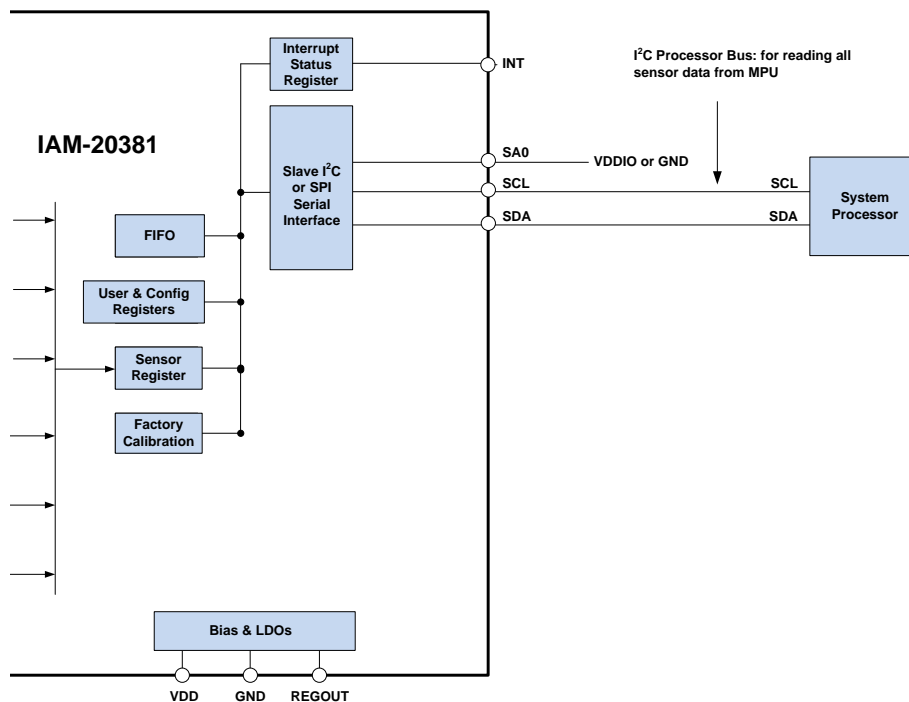 Interrupt
Status
Register
INT
I²C Processor Bus: for reading all
sensor data from MPU
IAM-20381
Slave I²C
or SPI
Serial
Interface
SA0
VDDIO or GND
SCL
SCL
SDA
SDA
System
Processor
FIFO
User & Config
Registers
Sensor
Register
Factory
Calibration
Bias & LDOs
VDD
GND
REGOUT